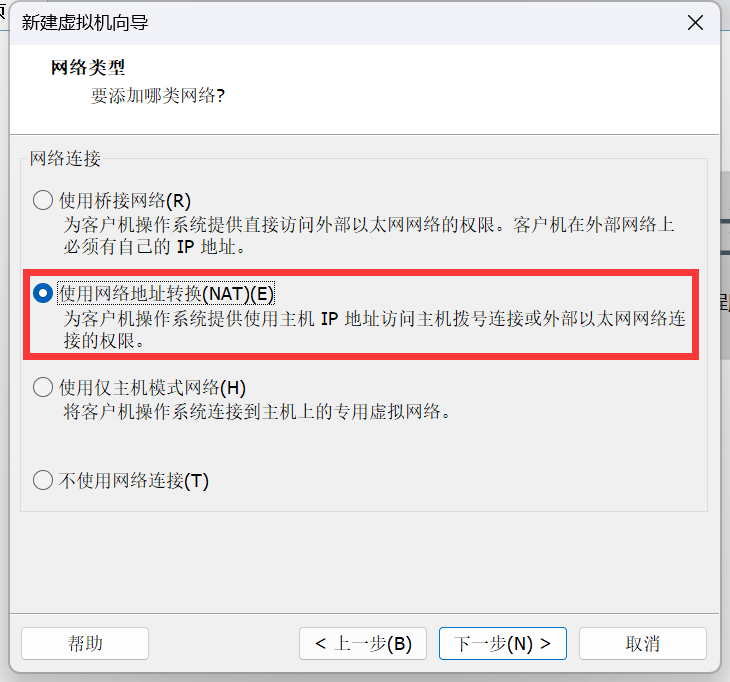 新建虚拟机向导
网络类型
要添加哪类网络?
网络连接
使用桥接网络(R)
为客户机操作系统提供直接访问外部以太网网络的权限。客户机在外部网络上
必须有自己的 IP 地址。
使用网络地址转换(NAT)(E)
为客户机操作系统提供使用主机 IP 地址访问主机拨号连接或外部以太网网络连
接的权限。
使用仅主机模式网络(H)
将客户机操作系统连接到主机上的专用虚拟网络。
不使用网络连接(T)
帮助
< 上一步(B)
下一步(N) >
取消